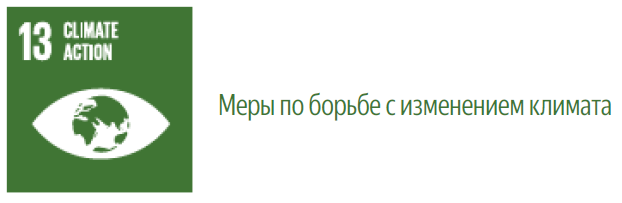 13 CLIMATE
ACTION
Меры по борьбе с изменением климата